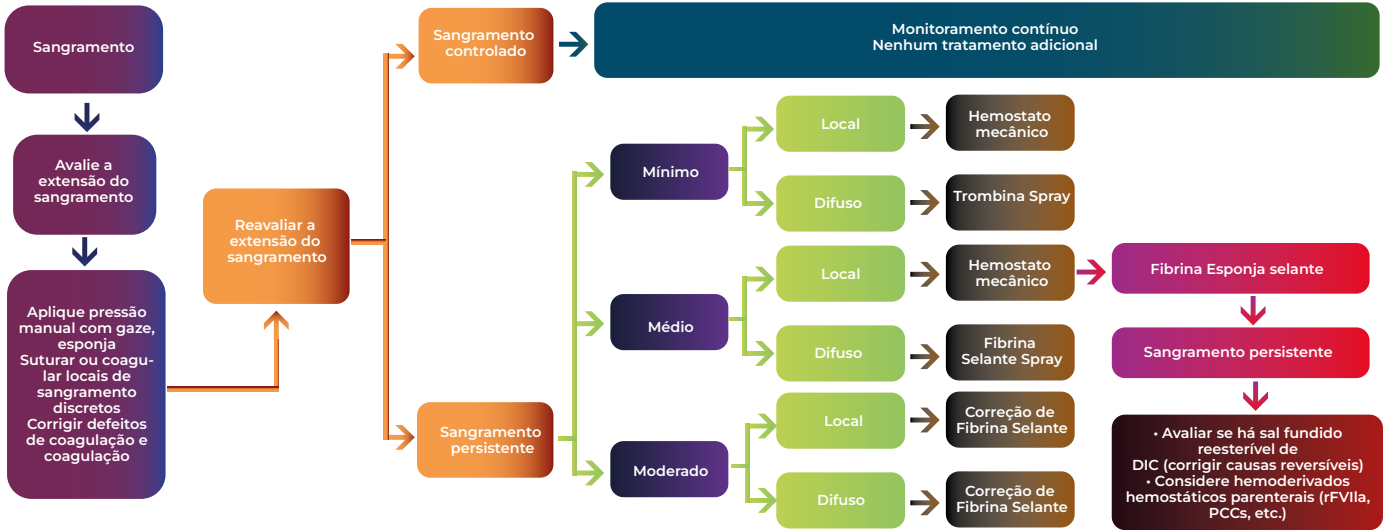 Sangramento
Avalie a
extensão do
sangramento
Aplique pressão
manual com gaze,
esponja
Suturar ou coagu-
lar locais de
sangramento
discretos
Corrigir defeitos
de coagulação e
coagulação
Reavaliar a
extensão do
sangramento
Sangramento
controlado
Monitoramento contínuo
Nenhum tratamento adicional
Sangramento
persistente
Mínimo
Local
Hemostato
mecânico
Difuso
Trombina Spray
Médio
Local
Hemostato
mecânico
Difuso
Fibrina
Selante Spray
Moderado
Local
Correção de
Fibrina Selante
Difuso
Correção de
Fibrina Selante
Fibrina Esponja selante
Sangramento persistente
• Avaliar se há sal fundido
reesterível de
DIC (corrigir causas reversíveis)
• Considere hemoderivados
hemostáticos parenterais (rFVIIa,
PCCs, etc.)